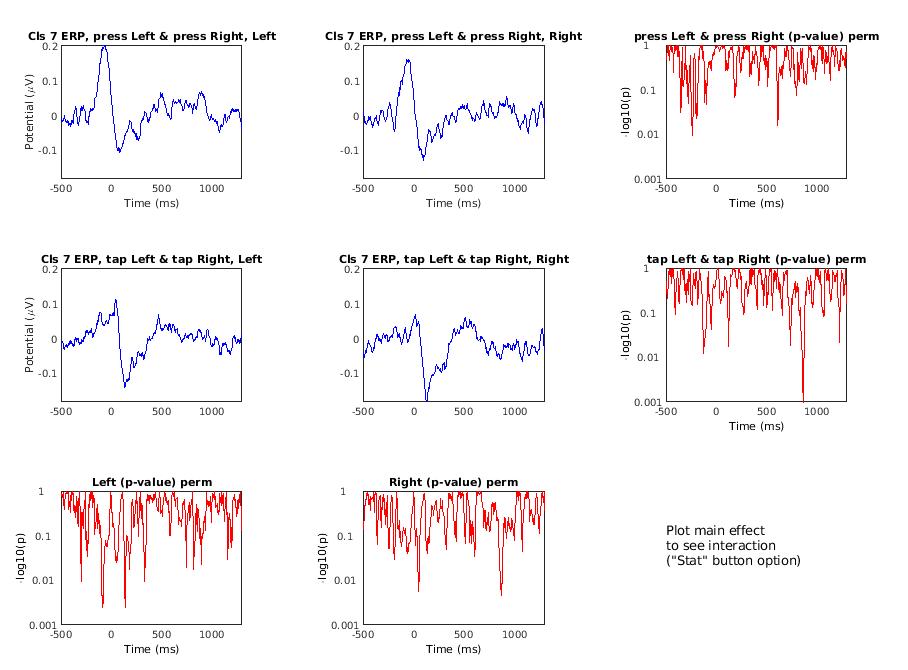 Cls 7 ERP, press Left & press Right, Left
Cls 7 ERP, press Left & press Right, Right
press Left & press Right (p-value) perm
0.2
0.1
0
-0.1
Potential (μV)
-500 0 500 1000
Time (ms)
0.2
0.1
0
-0.1
-500 0 500 1000
Time (ms)
1
0.1
0.01
0.001
-log10(p)
-500 0 500 1000
Time (ms)
Cls 7 ERP, tap Left & tap Right, Left
Cls 7 ERP, tap Left & tap Right, Right
tap Left & tap Right (p-value) perm
0.2
0.1
0
-0.1
Potential (μV)
-500 0 500 1000
Time (ms)
0.2
0.1
0
-0.1
-500 0 500 1000
Time (ms)
1
0.1
0.01
0.001
-log10(p)
-500 0 500 1000
Time (ms)
Left (p-value) perm
Right (p-value) perm
1
0.1
0.01
0.001
-log10(p)
-500 0 500 1000
Time (ms)
1
0.1
0.01
0.001
-log10(p)
-500 0 500 1000
Time (ms)
Plot main effect
to see interaction
("Stat" button option)